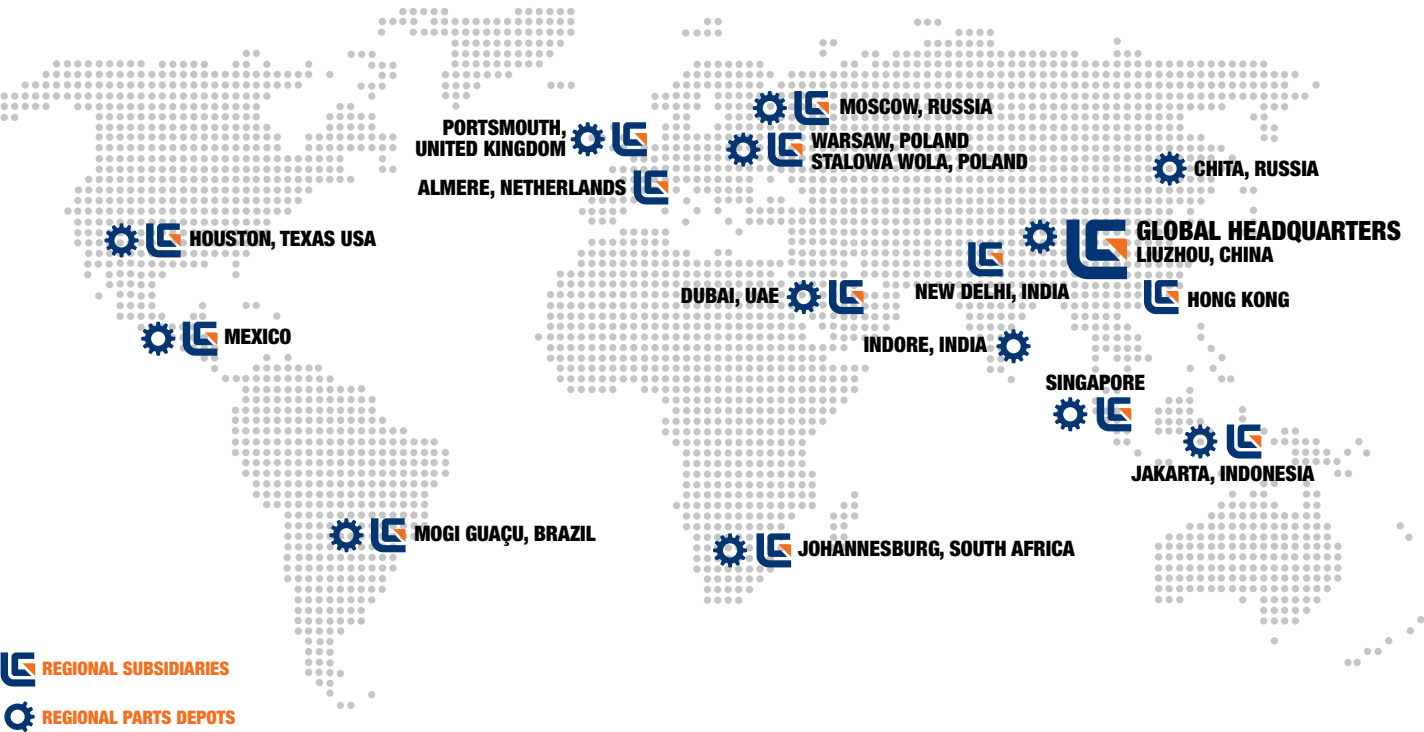 MOSCOW, RUSSIA
PORTSMOUTH,
UNITED KINGDOM
WARSAW, POLAND
STALOWA WOLA, POLAND
CHITA, RUSSIA
ALMERE, NETHERLANDS
HOUSTON, TEXAS USA
GLOBAL HEADQUARTERS
LIUZHOU, CHINA
DUBAI, UAE
NEW DELHI, INDIA
HONG KONG
MEXICO
INDORE, INDIA
SINGAPORE
JAKARTA, INDONESIA
MOGI GUAÇU, BRAZIL
JOHANNESBURG, SOUTH AFRICA
REGIONAL SUBSIDIARIES
REGIONAL PARTS DEPOTS